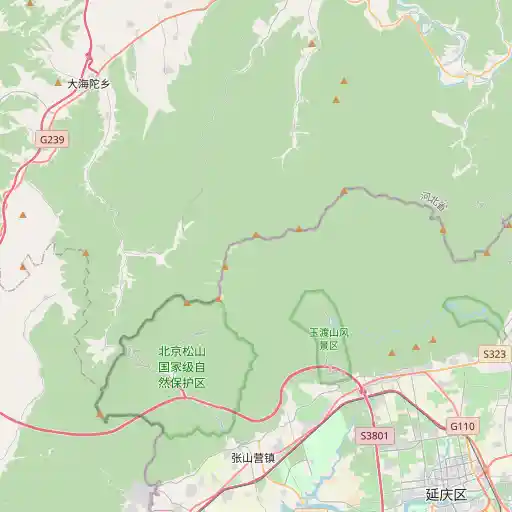 大海陀乡
G239
河北省
北京松山
国家级自
然保护区
玉渡山风
景区
S323
G110
S3801
张山营镇
延庆区